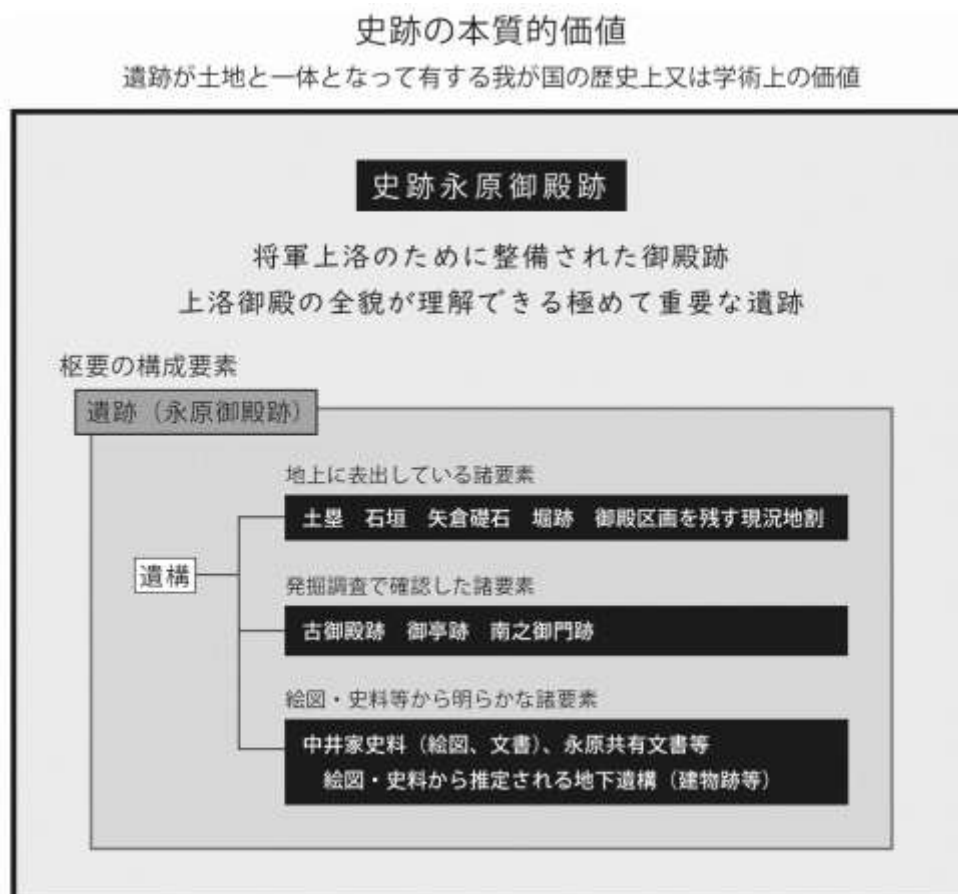 史跡の本質的価値
遺跡が土地と一体となって有する我が国の歴史上又は学術上の価値
史跡永原御殿跡
将軍上洛のために整備された御殿跡
上洛御殿の全貌が理解できる極めて重要な遺跡
枢要の構成要素
遺跡（永原御殿跡）
地上に表出している諸要素
土塁　石垣　矢倉礎石　堀跡　御殿区画を残す現況地割
遺構
発掘調査で確認した諸要素
古御殿跡　御亭跡　南之御門跡
絵図・史料等から明らかな諸要素
中井家史料（絵図、文書）、永原共有文書等
絵図・史料から推定される地下遺構（建物跡等）